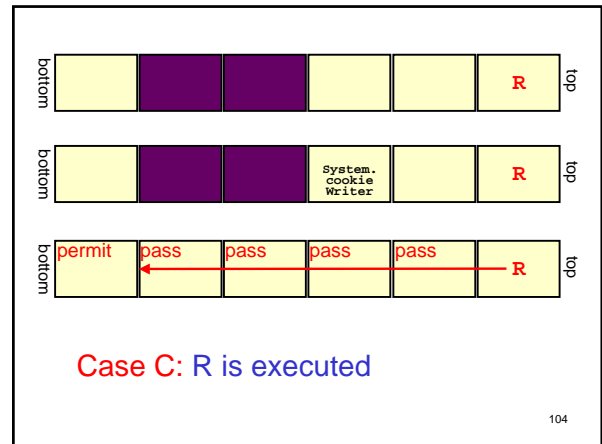 bottom
R
top
bottom
System.
cookie
Writer
R
top
bottom
permit pass pass pass pass
R
top
Case C: R is executed
104